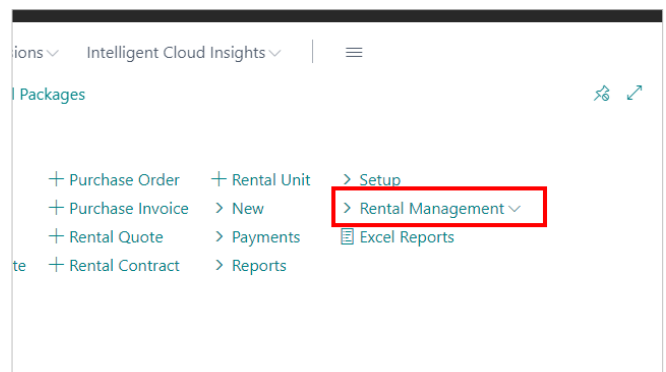 ions Intelligent Cloud Insights
l Packages
+ Purchase Order + Rental Unit > Setup
+ Purchase Invoice > New > Rental Management
+ Rental Quote > Payments Excel Reports
te + Rental Contract > Reports